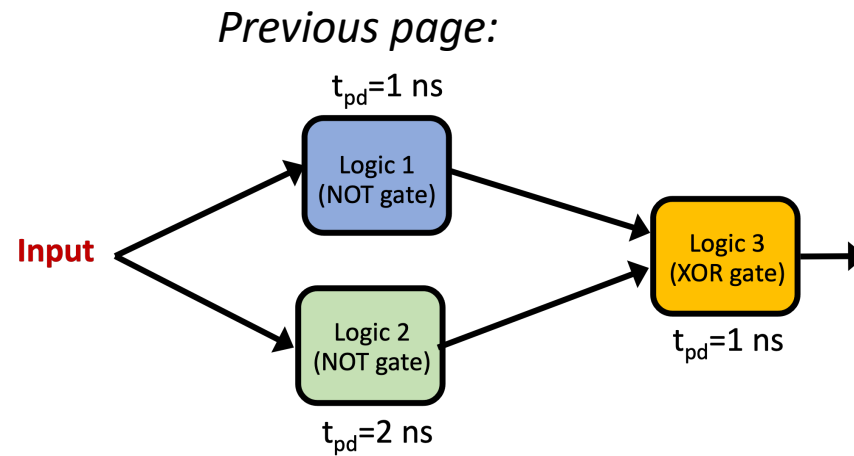 Previous page:
tpd=1 ns
Logic 1
(NOT gate)
Input
Logic 3
(XOR gate)
tpd=1 ns
Logic 2
(NOT gate)
tpd=2 ns